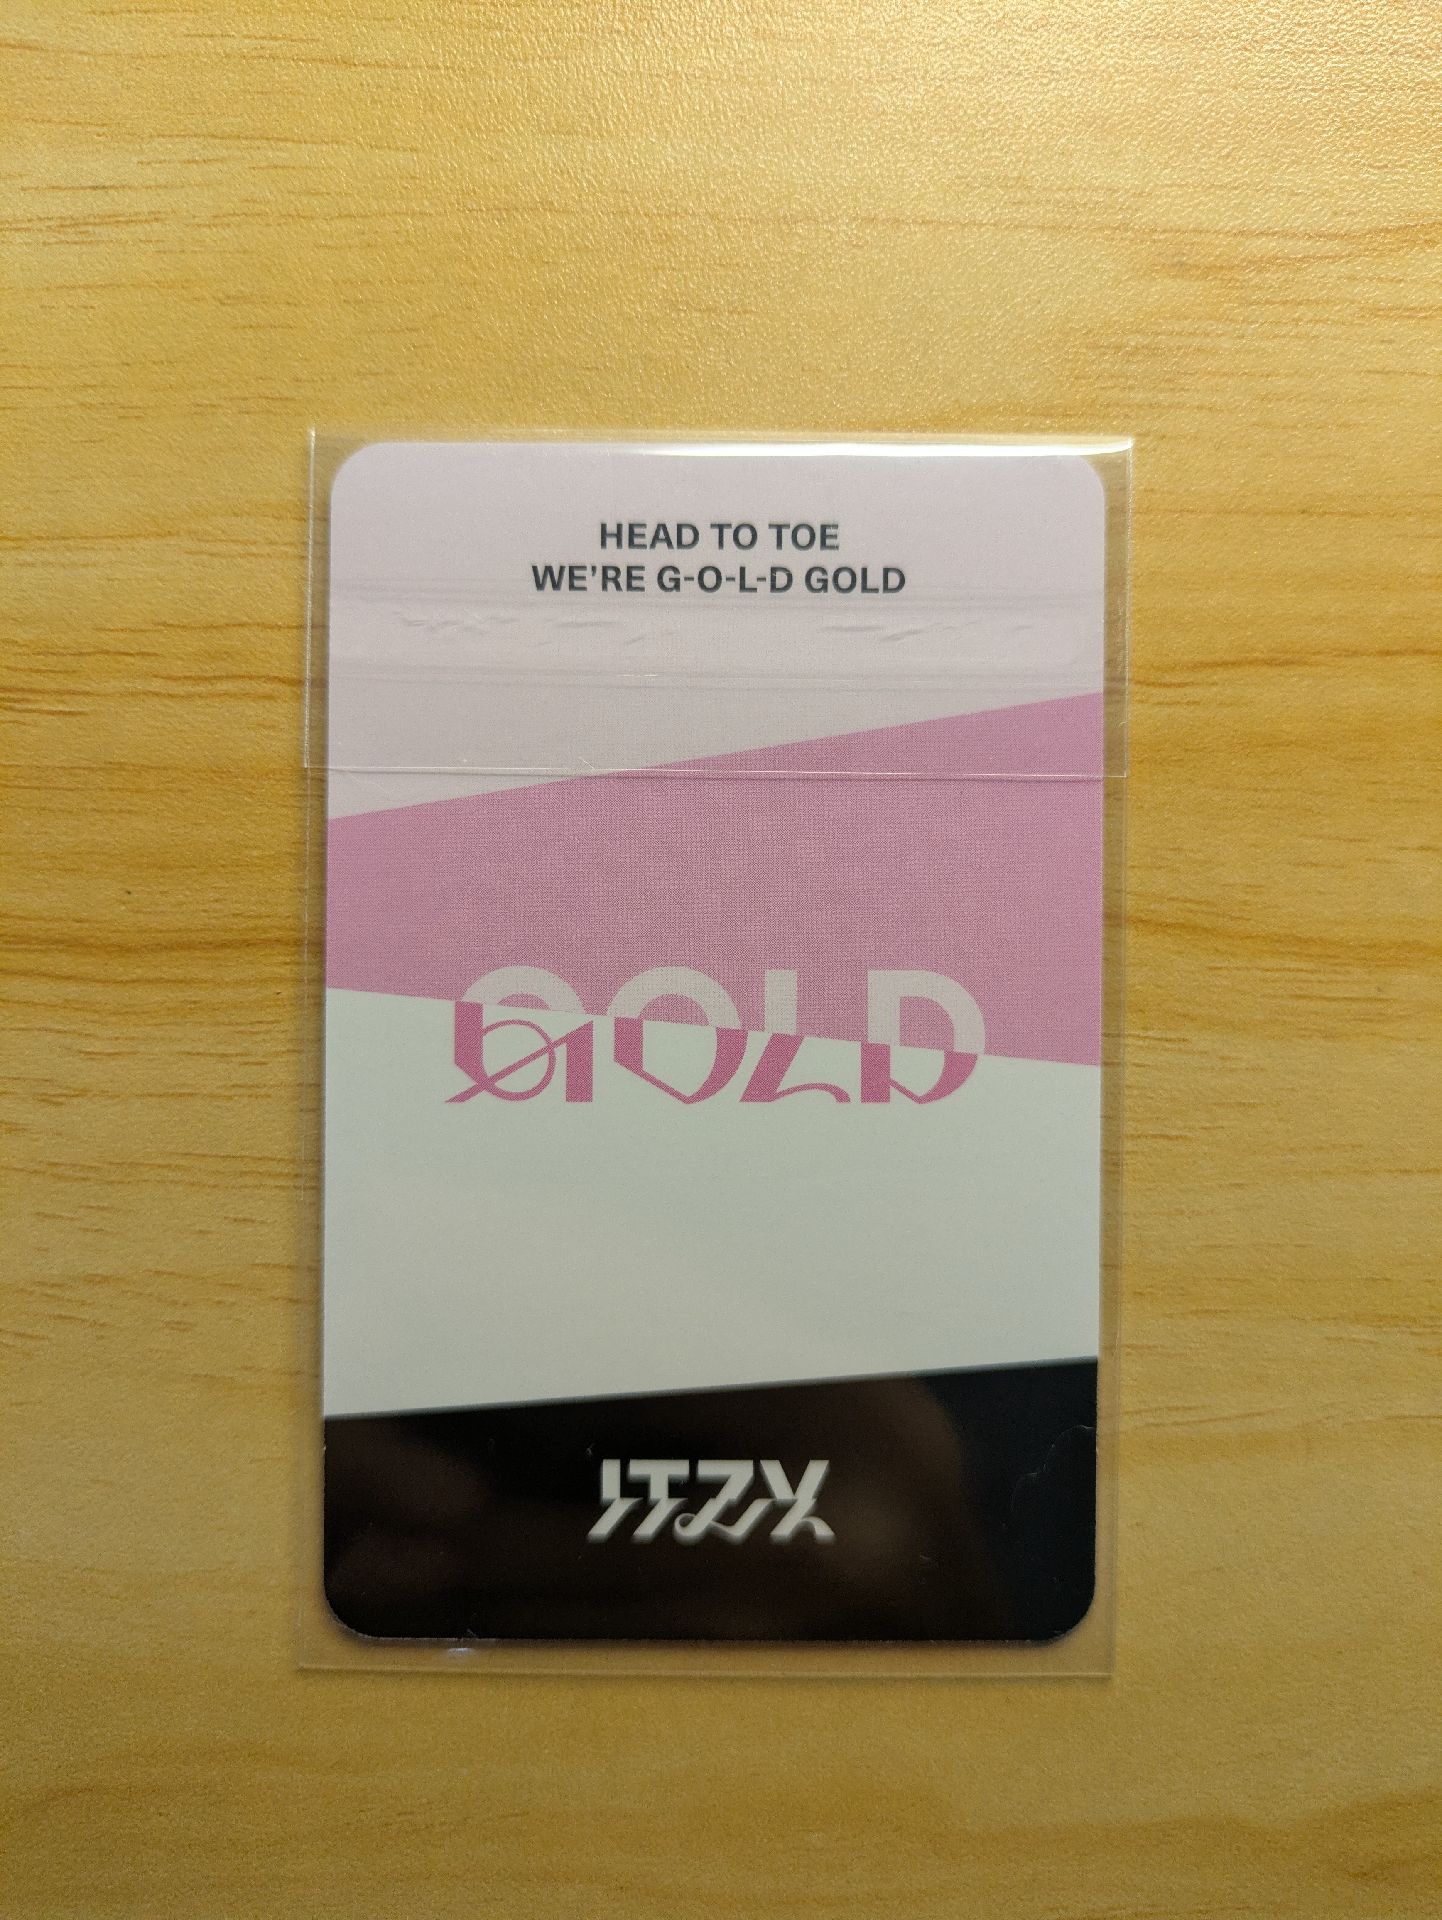 HEAD TO TOE
WE'RE G-O-L-D GOLD
GOLD
ITZY